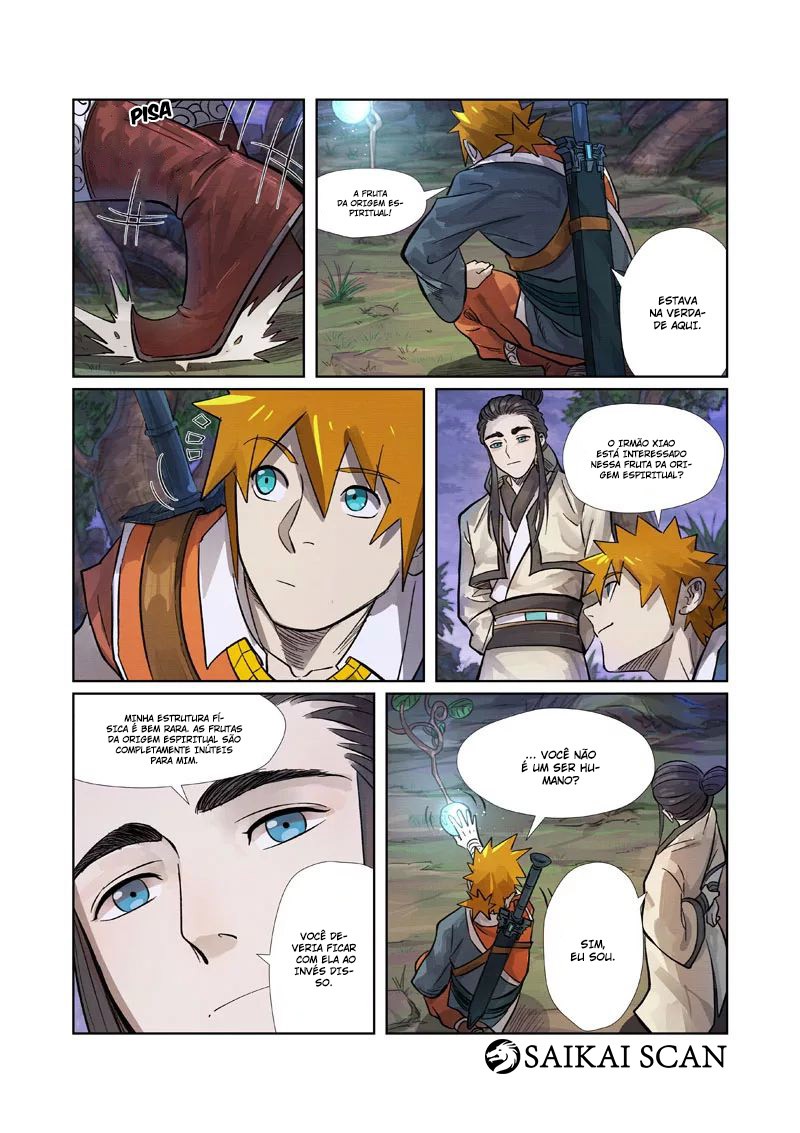 PISA
A FRUTA
DA ORIGEM ES-
PIRITUAL!
ESTAVA
NA VERDA-
DE AQUI.
O IRMÃO XIAO
ESTÁ INTERESSADO
NESSA FRUTA DA ORI-
GEM ESPIRITUAL?
MINHA ESTRUTURA FÍ-
SICA É BEM RARA. AS FRUTAS
DA ORIGEM ESPIRITUAL SÃO
COMPLETAMENTE INÚTEIS
PARA MIM.
VOCÊ DE-
VERIA FICAR
COM ELA AO
INVÉS DIS-
SO.
... VOCÊ NÃO
É UM SER HU-
MANO?
SIM,
EU SOU.
SAIKAI SCAN